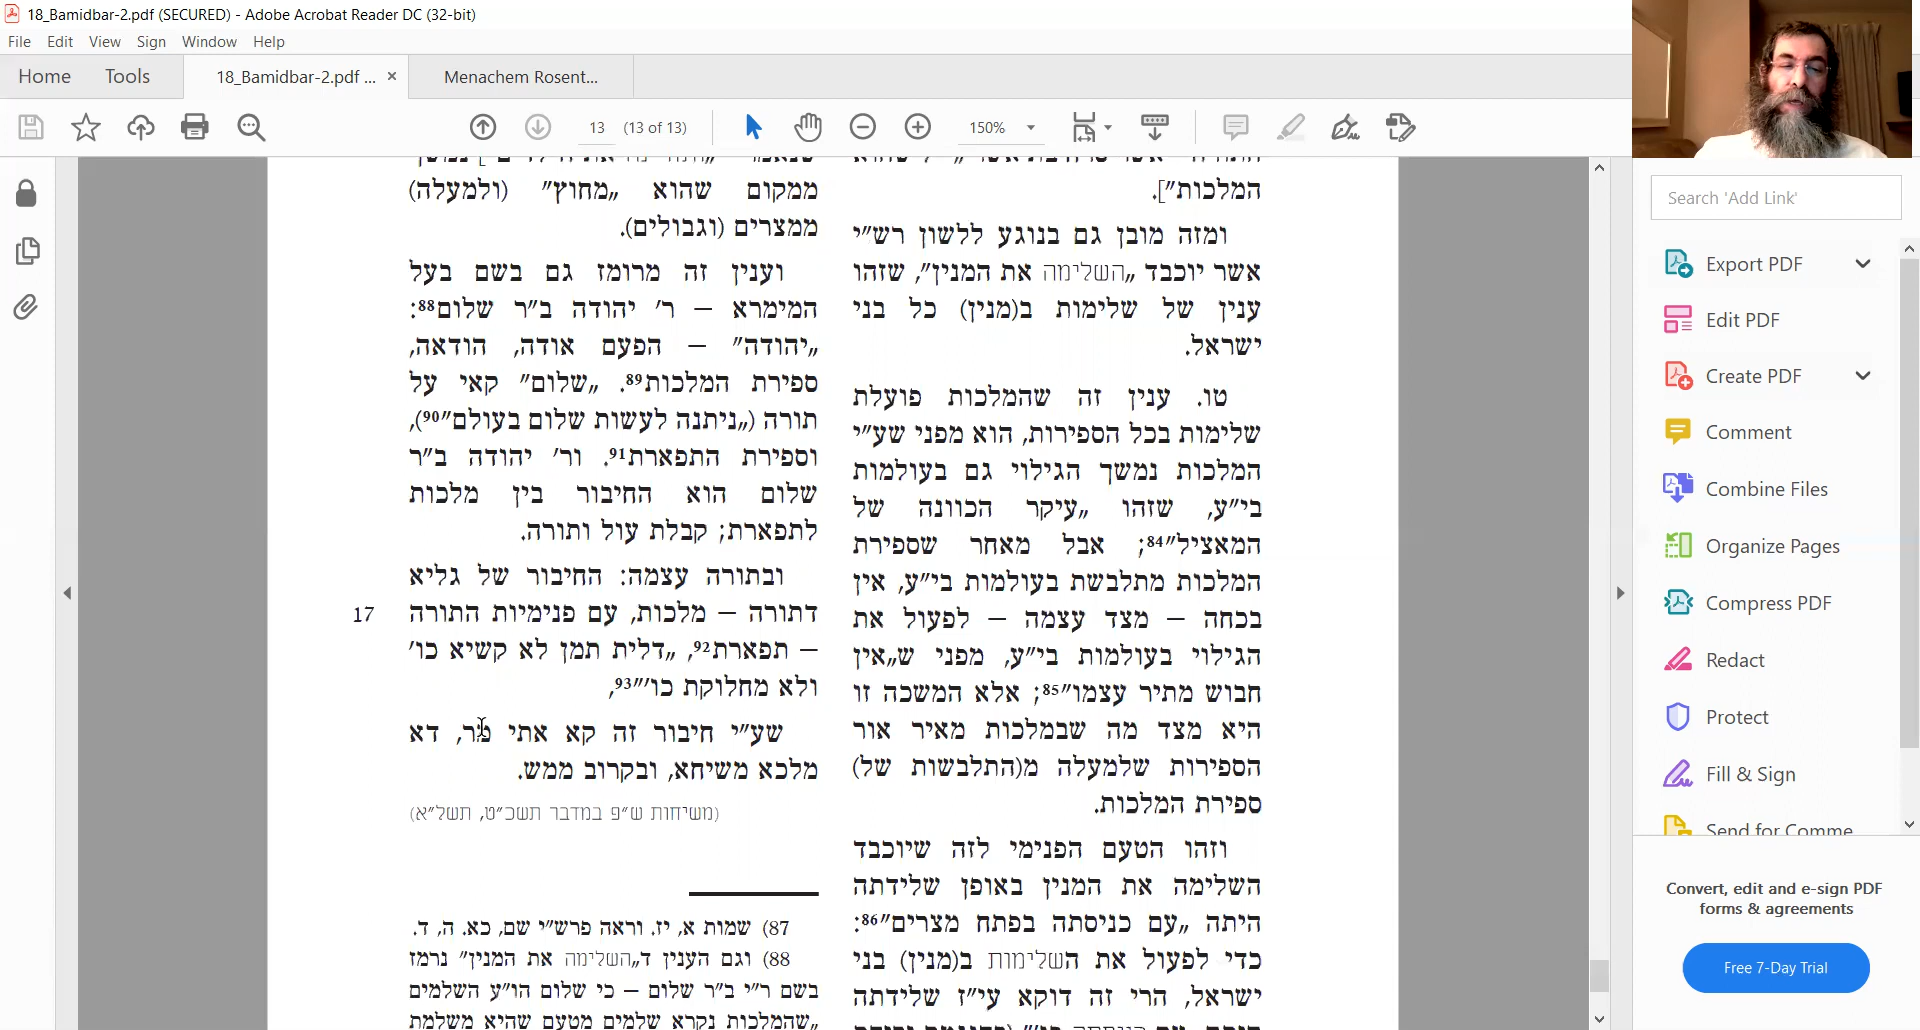 18_Bamidbar-2.pdf (SECURED) - Adobe Acrobat Reader DC (32-bit)
File Edit View Sign Window Help
Home Tools 18_Bamidbar-2.pdf ... × Menachem Rosent...
13 (13 of 13) 150%
המלכות"].
ומזה מובן גם בנוגע ללשון רש"י
אשר יוכבד „השלימה את המנין", שזהו
ענין של שלימות ב(מנין) כל בני
ישראל.
טו. ענין זה שהמלכות פועלת
שלימות בכל הספירות, הוא מפני שע"י
המלכות נמשך הגילוי גם בעולמות
בי"ע, שזהו „עיקר הכוונה של
המאציל"84; אבל מאחר שספירת
המלכות מתלבשת בעולמות בי"ע, אין
בכחה – מצד עצמה – לפעול את
הגילוי בעולמות בי"ע, מפני ש„אין
חבוש מתיר עצמו"85; אלא המשכה זו
היא מצד מה שבמלכות מאיר אור
הספירות שלמעלה מ(התלבשות של)
ספירת המלכות.
וזהו הטעם הפנימי לזה שיוכבד
השלימה את המנין באופן שלידתה
היתה „עם כניסתה בפתח מצרים"86:
כדי לפעול את השלימות ב(מנין) בני
ישראל, הרי זה דוקא עי"ז שלידתה
ממקום שהוא „מחוץ" (ולמעלה)
ממצרים (וגבולים).
וענין זה מרומז גם בשם בעל
המימרא – ר' יהודה ב"ר שלום88:
„יהודה" – הפעם אודה, הודאה,
ספירת המלכות89. „שלום" קאי על
תורה („ניתנה לעשות שלום בעולם"90),
וספירת התפארת91. ור' יהודה ב"ר
שלום הוא החיבור בין מלכות
לתפארת; קבלת עול ותורה.
ובתורה עצמה: החיבור של גליא
17
דתורה – מלכות, עם פנימיות התורה
– תפארת92, „דלית תמן לא קשיא כו'
ולא מחלוקת כו'"93,
שע"י חיבור זה קא אתי מר, דא
מלכא משיחא, ובקרוב ממש.
(משיחות ש"פ במדבר תשכ"ט, תשל"א)
87) שמות א, יז. וראה פרש"י שם, כא. ה, ד.
88) וגם הענין ד„השלימה את המנין" נרמז
בשם ר"י ב"ר שלום – כי שלום הו"ע השלמים
„שהמלכות נקרא שלמים מטעם שהיא משלמת
Search 'Add Link'
Export PDF
Edit PDF
Create PDF
Comment
Combine Files
Organize Pages
Compress PDF
Redact
Protect
Fill & Sign
Send for Comme
Convert, edit and e-sign PDF
forms & agreements
Free 7-Day Trial